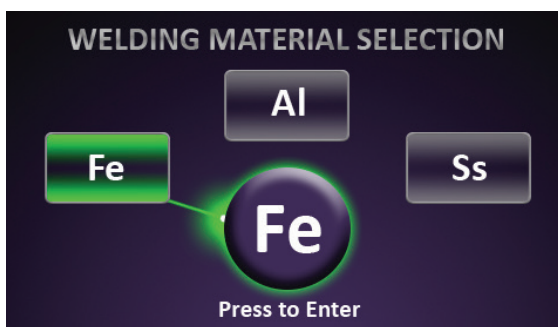 WELDING MATERIAL SELECTION
Al
Fe
Ss
Fe
Press to Enter